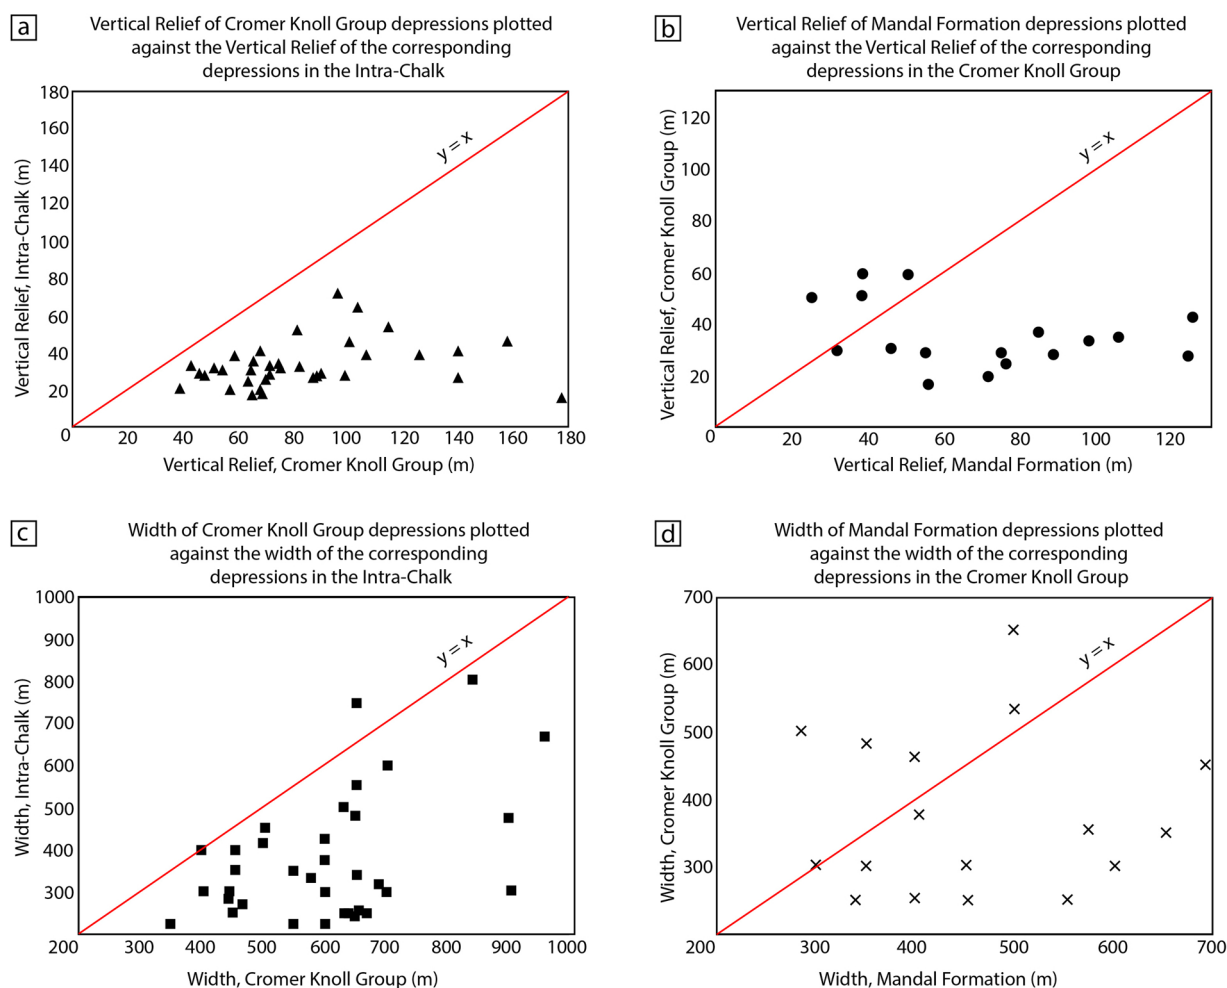 a
Vertical Relief of Cromer Knoll Group depressions plotted
against the Vertical Relief of the corresponding
depressions in the Intra-Chalk
180
160
140
120
100
80
60
40
20
0
20
40
60
80
100
120
140
160
180
y = x
Vertical Relief, Intra-Chalk (m)
Vertical Relief, Cromer Knoll Group (m)
b
Vertical Relief of Mandal Formation depressions plotted
against the Vertical Relief of the corresponding
depressions in the Cromer Knoll Group
120
100
80
60
40
20
0
20
40
60
80
100
120
y = x
Vertical Relief, Cromer Knoll Group (m)
Vertical Relief, Mandal Formation (m)
c
Width of Cromer Knoll Group depressions plotted
against the width of the corresponding
depressions in the Intra-Chalk
1000
900
800
700
600
500
400
300
200
300
400
500
600
700
800
900
1000
y = x
Width, Intra-Chalk (m)
Width, Cromer Knoll Group (m)
d
Width of Mandal Formation depressions plotted
against the width of the corresponding
depressions in the Cromer Knoll Group
700
600
500
400
300
200
300
400
500
600
700
y = x
Width, Cromer Knoll Group (m)
Width, Mandal Formation (m)